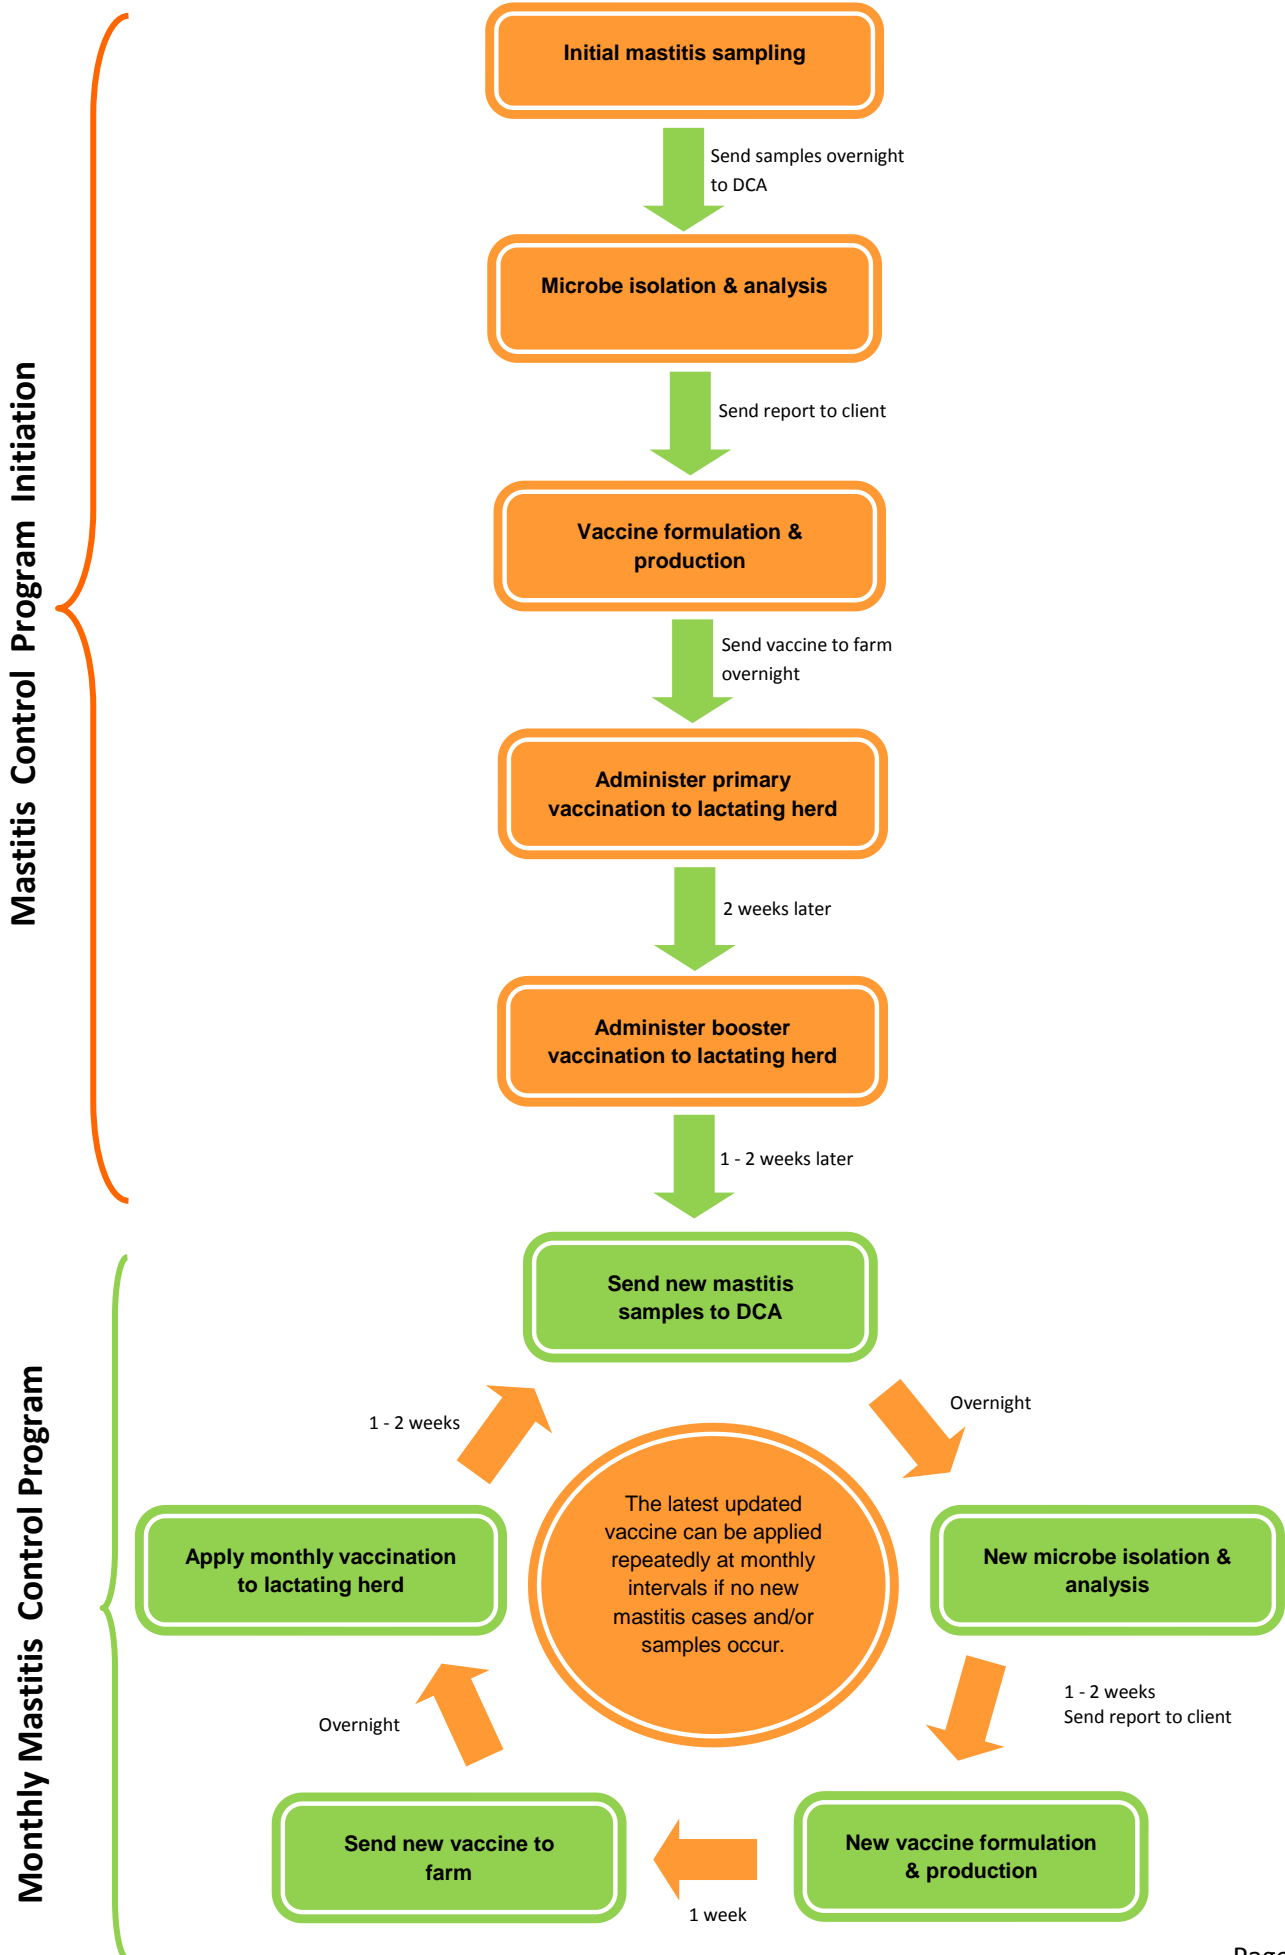 Initial mastitis sampling
Send samples overnight
to DCA
Microbe isolation & analysis
Send report to client
Mastitis Control Program Initiation
Vaccine formulation &
production
Send vaccine to farm
overnight
Administer primary
vaccination to lactating herd
2 weeks later
Administer booster
vaccination to lactating herd
1 - 2 weeks later
Send new mastitis
samples to DCA
Monthly Mastitis Control Program
Overnight
1 - 2 weeks
The latest updated
vaccine can be applied
repeatedly at monthly
intervals if no new
mastitis cases and/or
samples occur.
Apply monthly vaccination
to lactating herd
New microbe isolation &
analysis
1 - 2 weeks
Send report to client
Overnight
Send new vaccine to
farm
New vaccine formulation
& production
1 week